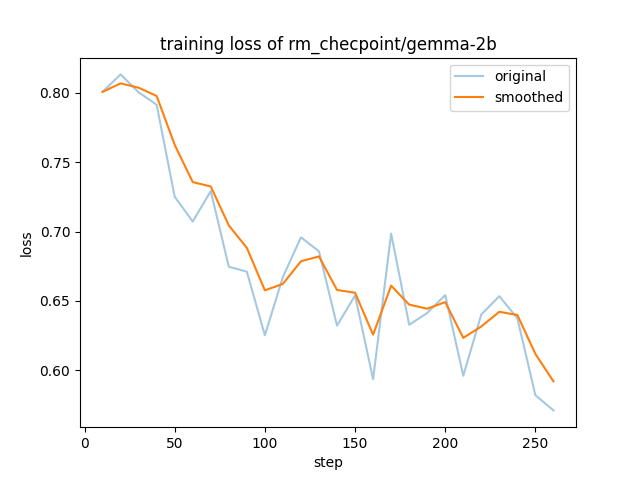 training loss of rm_checpoint/gemma-2b
original
smoothed
0.80
0.75
0.70
0.65
0.60
loss
0 50 100 150 200 250
step